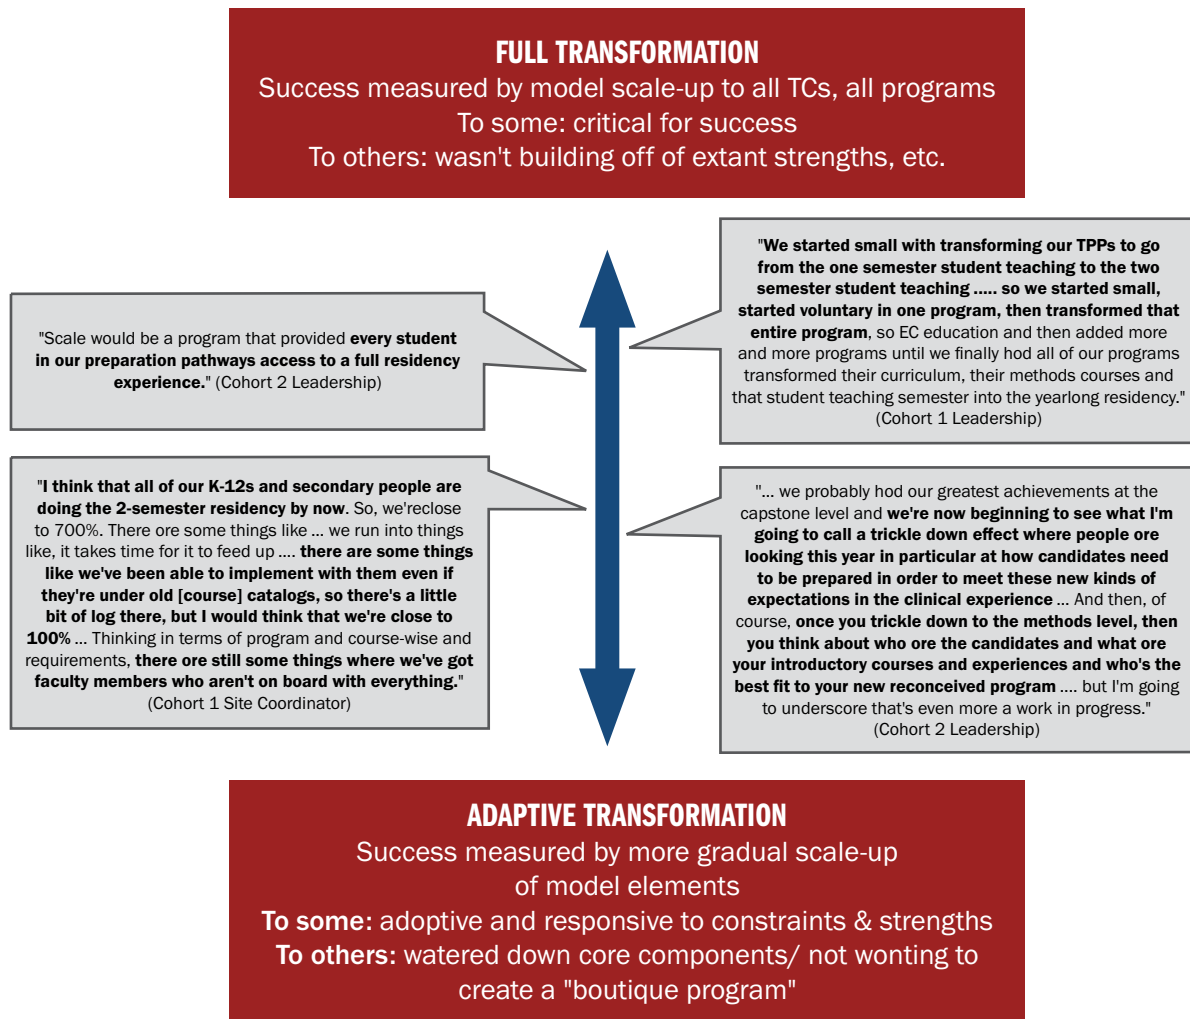 FULL TRANSFORMATION
Success measured by model scale-up to all TCs, all programs
To some: critical for success
To others: wasn't building off of extant strengths, etc.
"Scale would be a program that provided every student
in our preparation pathways access to a full residency
experience." (Cohort 2 Leadership)
"We started small with transforming our TPPs to go
from the one semester student teaching to the two
semester student teaching ..... so we started small,
started voluntary in one program, then transformed that
entire program, so EC education and then added more
and more programs until we finally hod all of our programs
transformed their curriculum, their methods courses and
that student teaching semester into the yearlong residency."
(Cohort 1 Leadership)
"I think that all of our K-12s and secondary people are
doing the 2-semester residency by now. So, we'reclose
to 700%. There ore some things like ... we run into things
like, it takes time for it to feed up .... there are some things
like we've been able to implement with them even if
they're under old [course] catalogs, so there's a little
bit of log there, but I would think that we're close to
100% ... Thinking in terms of program and course-wise and
requirements, there ore still some things where we've got
faculty members who aren't on board with everything."
(Cohort 1 Site Coordinator)
"... we probably hod our greatest achievements at the
capstone level and we're now beginning to see what I'm
going to call a trickle down effect where people ore
looking this year in particular at how candidates need
to be prepared in order to meet these new kinds of
expectations in the clinical experience ... And then, of
course, once you trickle down to the methods level, then
you think about who ore the candidates and what ore
your introductory courses and experiences and who's the
best fit to your new reconceived program .... but I'm going
to underscore that's even more a work in progress."
(Cohort 2 Leadership)
ADAPTIVE TRANSFORMATION
Success measured by more gradual scale-up
of model elements
To some: adoptive and responsive to constraints & strengths
To others: watered down core components/ not wonting to
create a "boutique program"